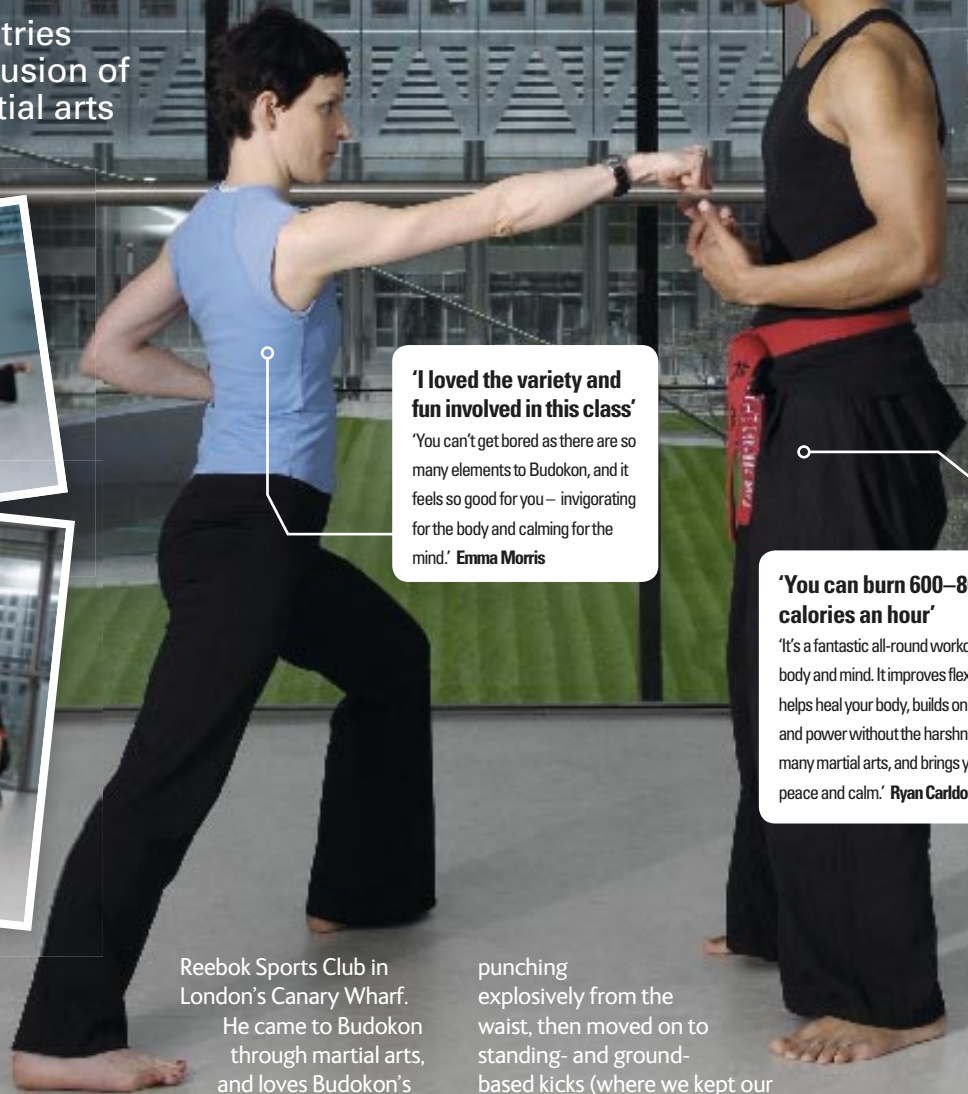 tries
usion of
tial arts
'I loved the variety and
fun involved in this class'
'You can't get bored as there are so
many elements to Budokon, and it
feels so good for you – invigorating
for the body and calming for the
mind.' Emma Morris
'You can burn 600–8
calories an hour'
'It's a fantastic all-round worko
body and mind. It improves flex
helps heal your body, builds on
and power without the harshn
many martial arts, and brings y
peace and calm.' Ryan Carldo
Reebok Sports Club in
London's Canary Wharf.
He came to Budokon
through martial arts,
and loves Budokon's
punching
explosively from the
waist, then moved on to
standing- and ground-
based kicks (where we kept our